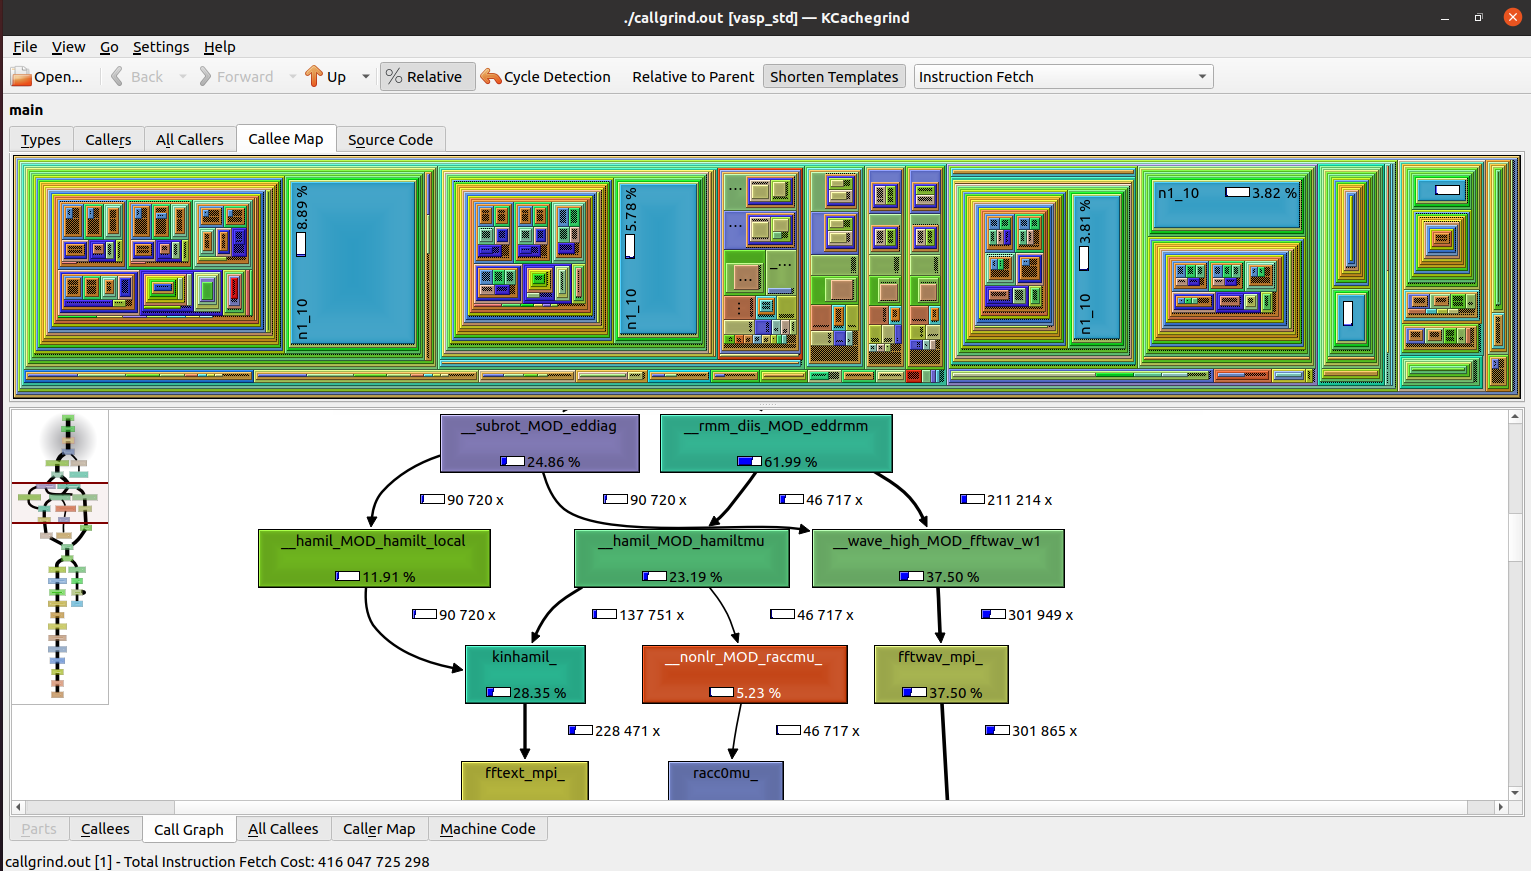 ./callgrind.out [vasp_std] — KCachegrind
File View Go Settings Help
Open... Back Forward Up % Relative Cycle Detection Relative to Parent Shorten Templates Instruction Fetch
main
Types Callers All Callers Callee Map Source Code
n1_10 8.89 %
n1_10 5.78 %
n1_10 3.81 %
n1_10 3.82 %
__subrot_MOD_eddiag
24.86 %
__rmm_diis_MOD_eddrmm
61.99 %
90 720 x
90 720 x
46 717 x
211 214 x
__hamil_MOD_hamilt_local
11.91 %
__hamil_MOD_hamiltmu
23.19 %
__wave_high_MOD_fftwav_w1
37.50 %
90 720 x
137 751 x
46 717 x
301 949 x
kinhamil_
28.35 %
__nonlr_MOD_raccmu_
5.23 %
fftwav_mpi_
37.50 %
228 471 x
46 717 x
301 865 x
fftext_mpi_
racc0mu_
Parts Callees Call Graph All Callees Caller Map Machine Code
callgrind.out [1] - Total Instruction Fetch Cost: 416 047 725 298